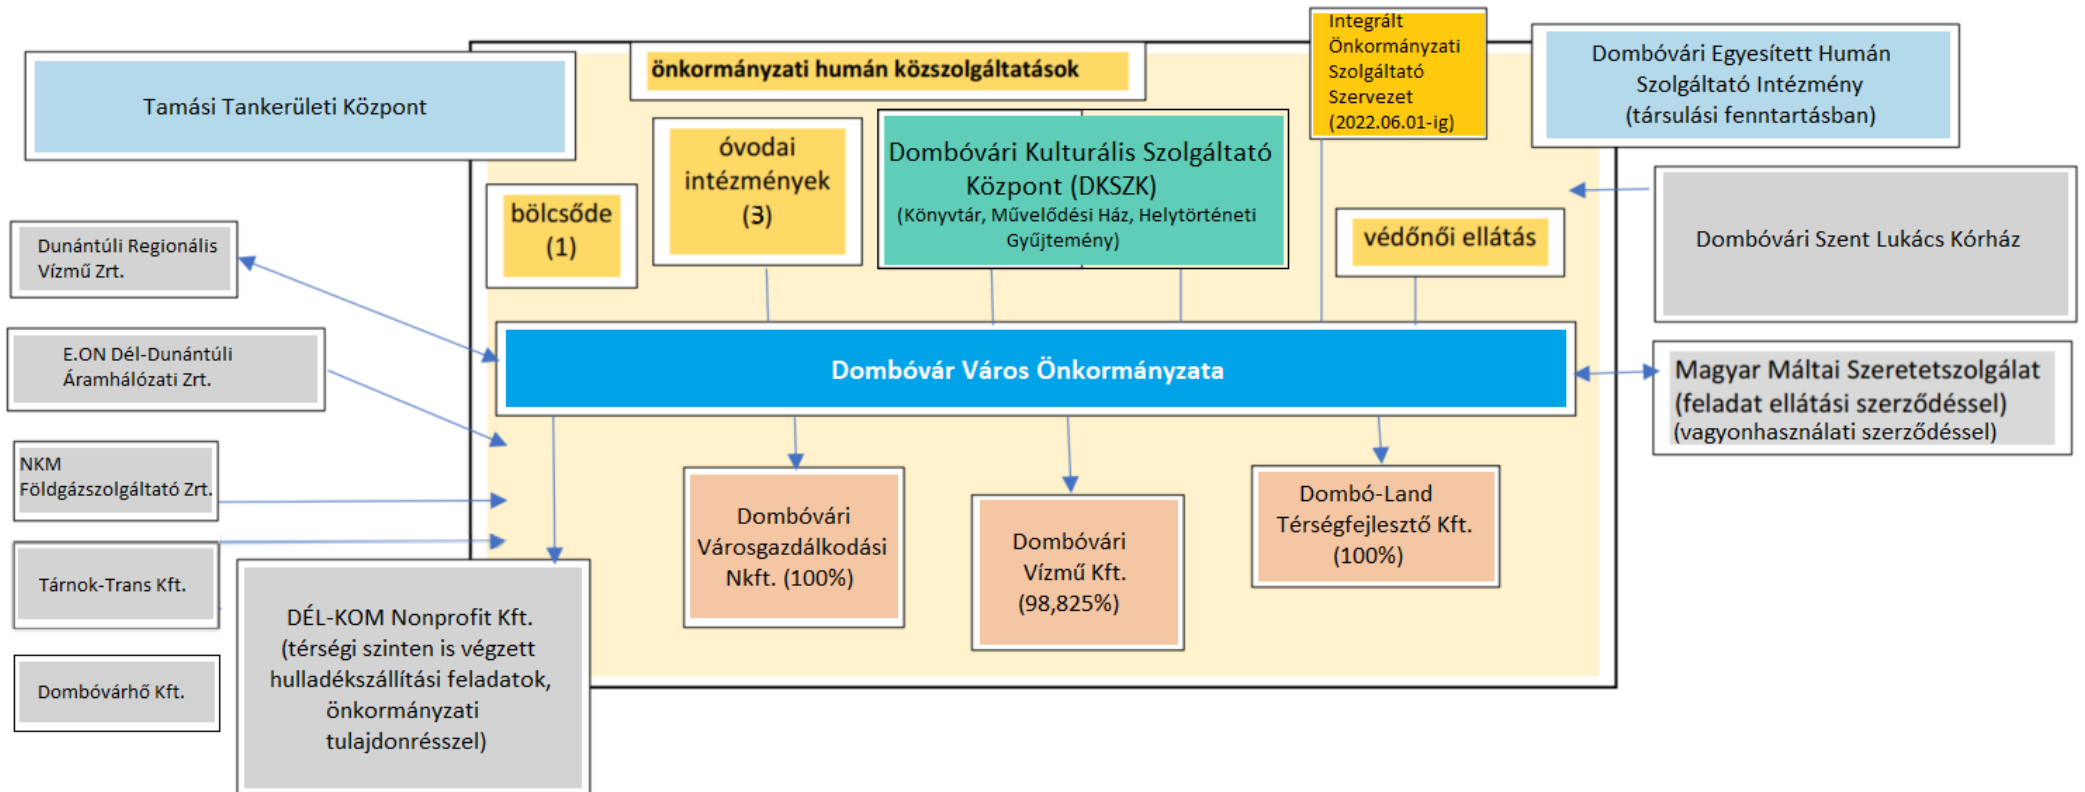 önkormányzati humán közszolgáltatások
Tamási Tankerületi Központ
Integrált
Önkormányzati
Szolgáltató
Szervezet
(2022.06.01-ig)
Dombóvári Egyesített Humán
Szolgáltató Intézmény
(társulási fenntartásban)
bölcsőde
(1)
óvodai
intézmények
(3)
Dombóvári Kulturális Szolgáltató
Központ (DKSZK)
(Könyvtár, Művelődési Ház, Helytörténeti
Gyűjtemény)
védőnői ellátás
Dombóvári Szent Lukács Kórház
Dunántúli Regionális
Vízmű Zrt.
E.ON Dél-Dunántúli
Áramhálózati Zrt.
Dombóvár Város Önkormányzata
Magyar Máltai Szeretetszolgálat
(feladat ellátási szerződéssel)
(vagyonhasználati szerződéssel)
NKM
Földgázszolgáltató Zrt.
Tárnok-Trans Kft.
Dombóvárhő Kft.
DÉL-KOM Nonprofit Kft.
(térségi szinten is végzett
hulladékszállítási feladatok,
önkormányzati
tulajdonrésszel)
Dombóvári
Városgazdálkodási
Nkft. (100%)
Dombóvári
Vízmű Kft.
(98,825%)
Dombó-Land
Térségfejlesztő Kft.
(100%)